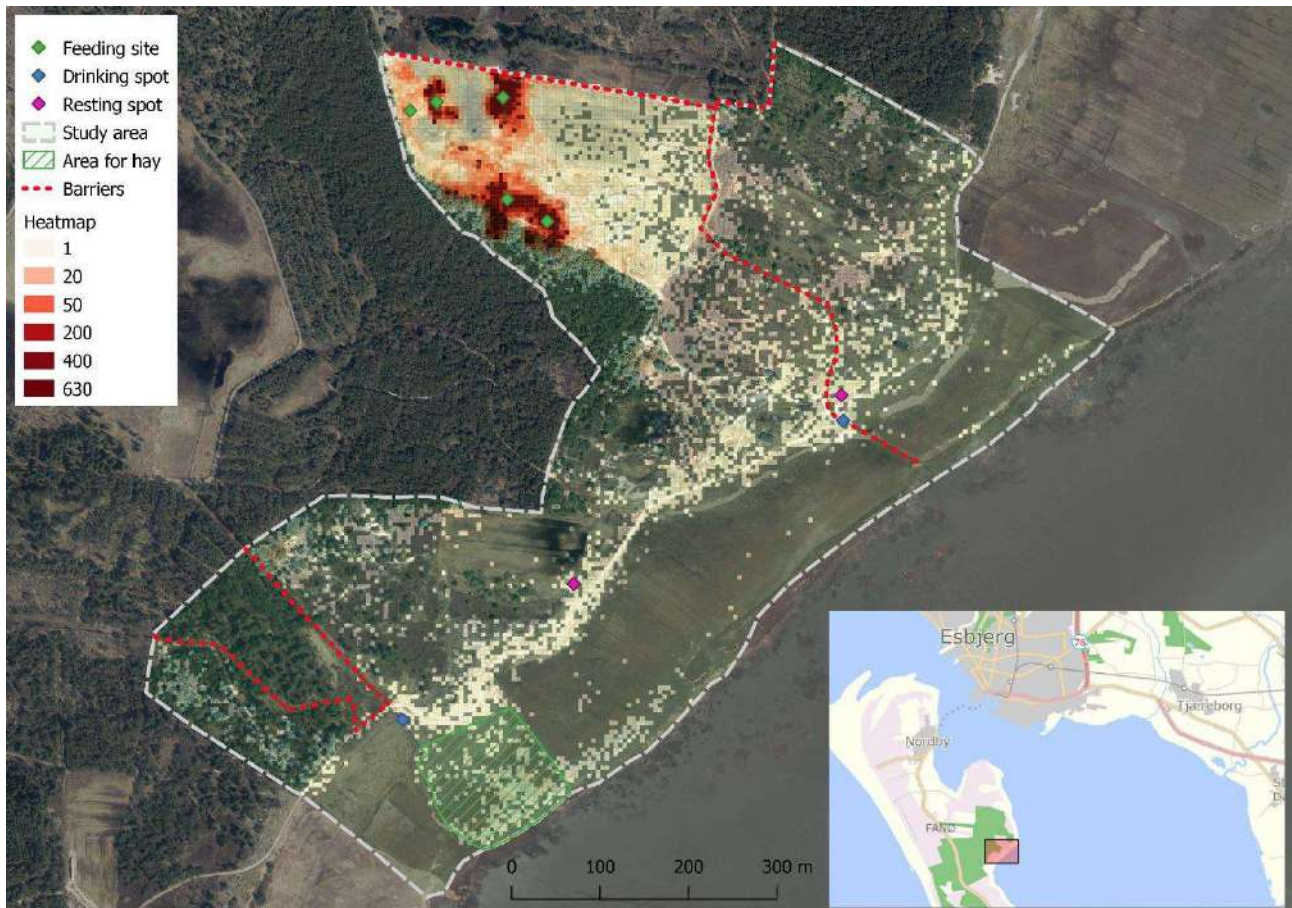 Feeding site
Drinking spot
Resting spot
Study area
Area for hay
Barriers
Heatmap
1
20
50
200
400
630
0 100 200 300 m
Esbjerg
Tjæreborg
Nordby
FANØ